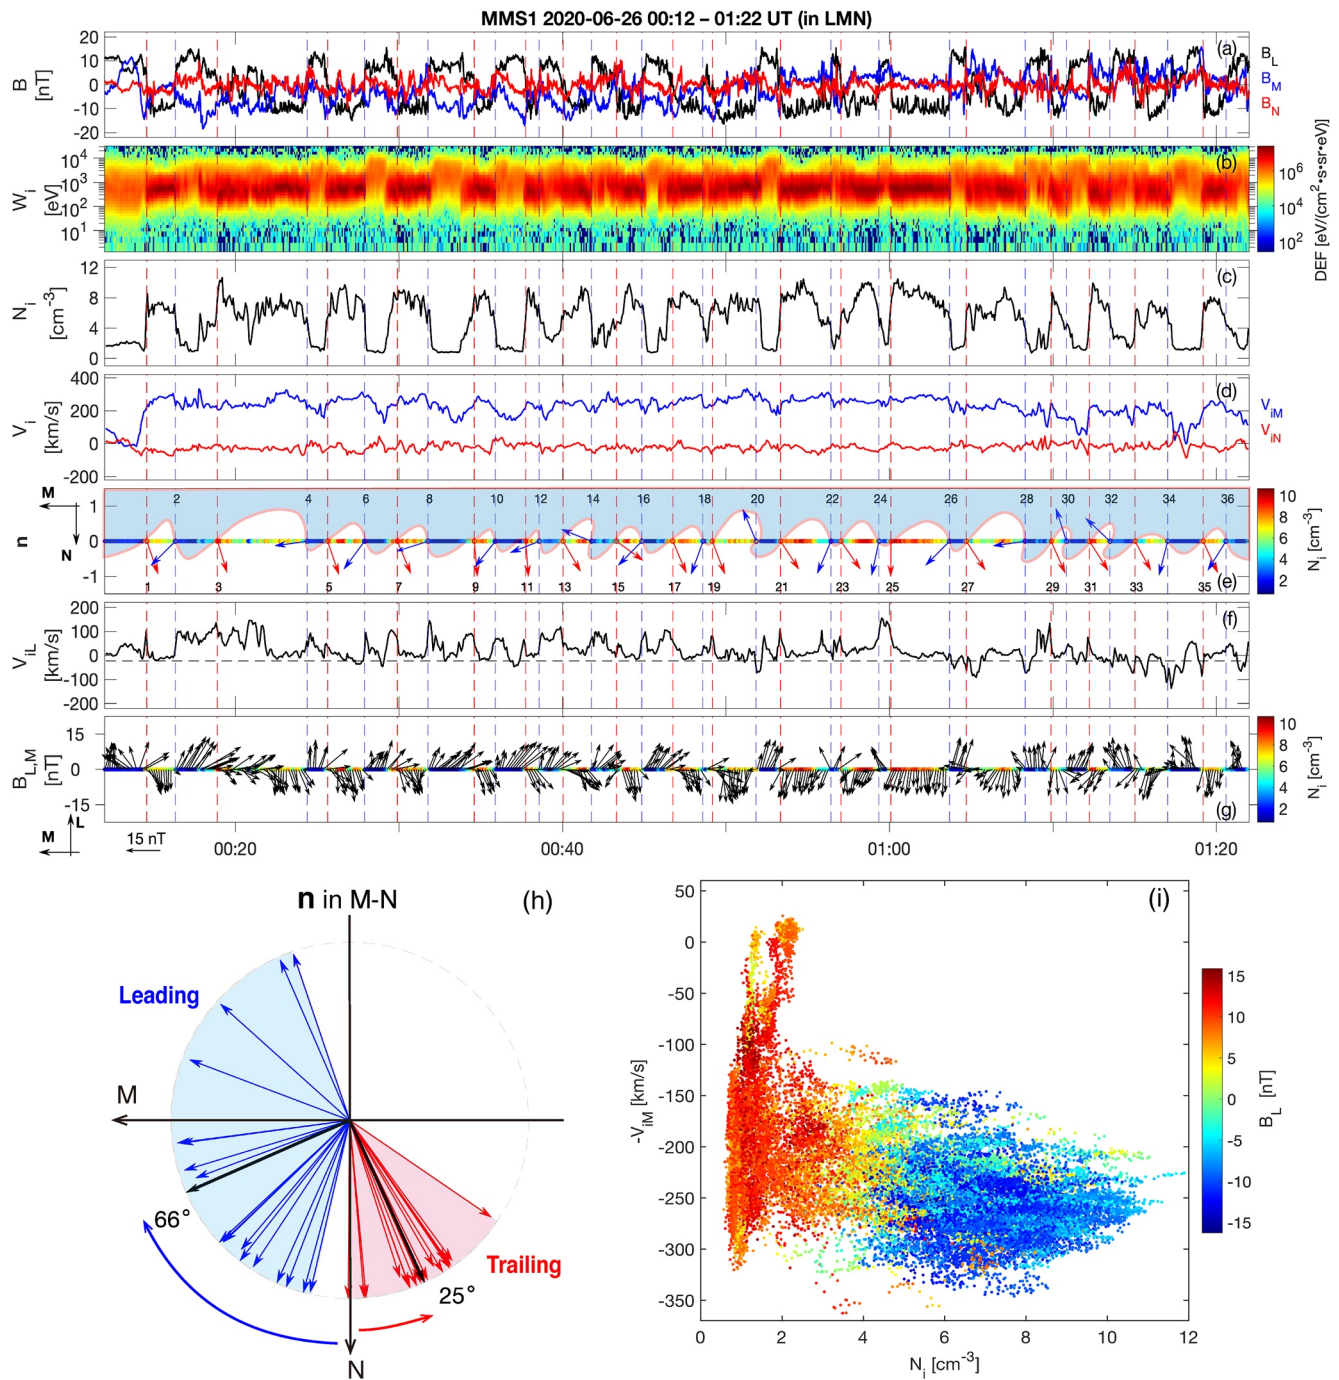 MMS1 2020-06-26 00:12 – 01:22 UT (in LMN)
20
10
0
-10
-20
B
[nT]
(a)
B_L
B_M
B_N
10^4
10^3
10^2
10^1
W_i
[eV]
(b)
10^6
10^4
10^2
DEF [eV/(cm^2•s•sr•eV)]
12
8
4
0
N_i
[cm^-3]
(c)
400
200
0
-200
V_i
[km/s]
(d)
V_iM
V_iN
M
N
n
1
0
-1
2 4 6 8 10 12 14 16 18 20 22 24 26 28 30 32 34 36
1 3 5 7 9 11 13 15 17 19 21 23 25 27 29 31 33 35
(e)
10
8
6
4
2
N_i [cm^-3]
200
100
0
-100
-200
V_iL
[km/s]
(f)
15
0
-15
B_L,M
[nT]
(g)
10
8
6
4
2
N_i [cm^-3]
L
M
15 nT
00:20 00:40 01:00 01:20
n in M-N
(h)
Leading
M
66°
Trailing
25°
N
(i)
50
0
-50
-100
-150
-200
-250
-300
-350
-V_iM [km/s]
0 2 4 6 8 10 12
N_i [cm^-3]
15
10
5
0
-5
-10
-15
B_L [nT]